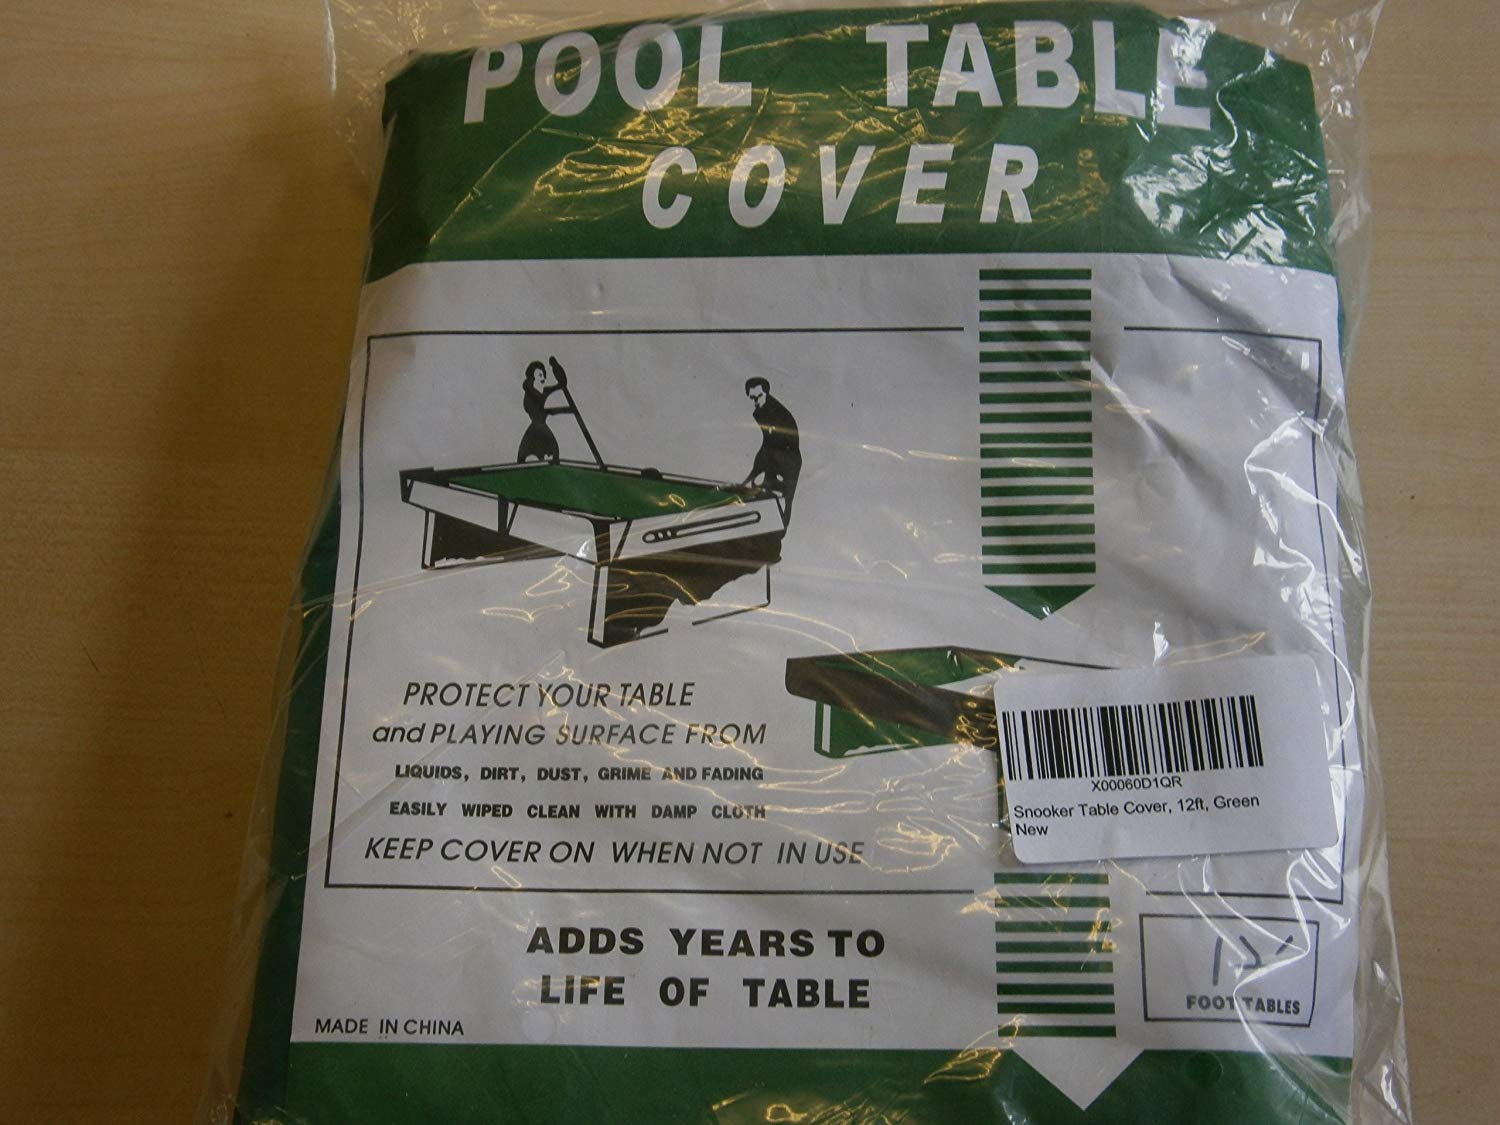 POOL TABLE
COVER
PROTECT YOUR TABLE
and PLAYING SURFACE FROM
LIQUIDS, DIRT, DUST, GRIME AND FADING
EASILY WIPED CLEAN WITH DAMP CLOTH
KEEP COVER ON WHEN NOT IN USE
X00060D1QR
Snooker Table Cover, 12ft, Green
New
ADDS YEARS TO
LIFE OF TABLE
12'
FOOT TABLES
MADE IN CHINA